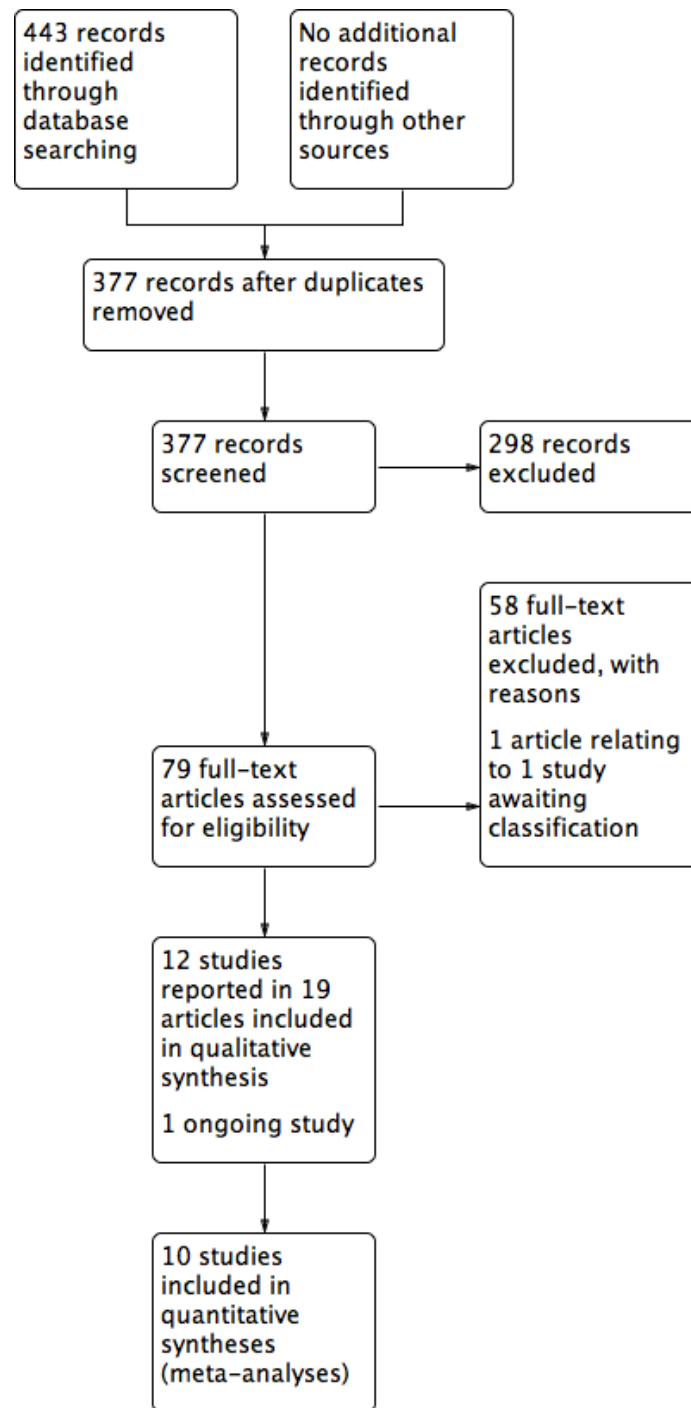 443 records
identified
through
database
searching
No additional
records
identified
through other
sources
377 records after duplicates
removed
377 records
screened
298 records
excluded
58 full-text
articles
excluded, with
reasons
1 article relating
to 1 study
awaiting
classification
79 full-text
articles assessed
for eligibility
12 studies
reported in 19
articles included
in qualitative
synthesis
1 ongoing study
10 studies
included in
quantitative
syntheses
(meta-analyses)